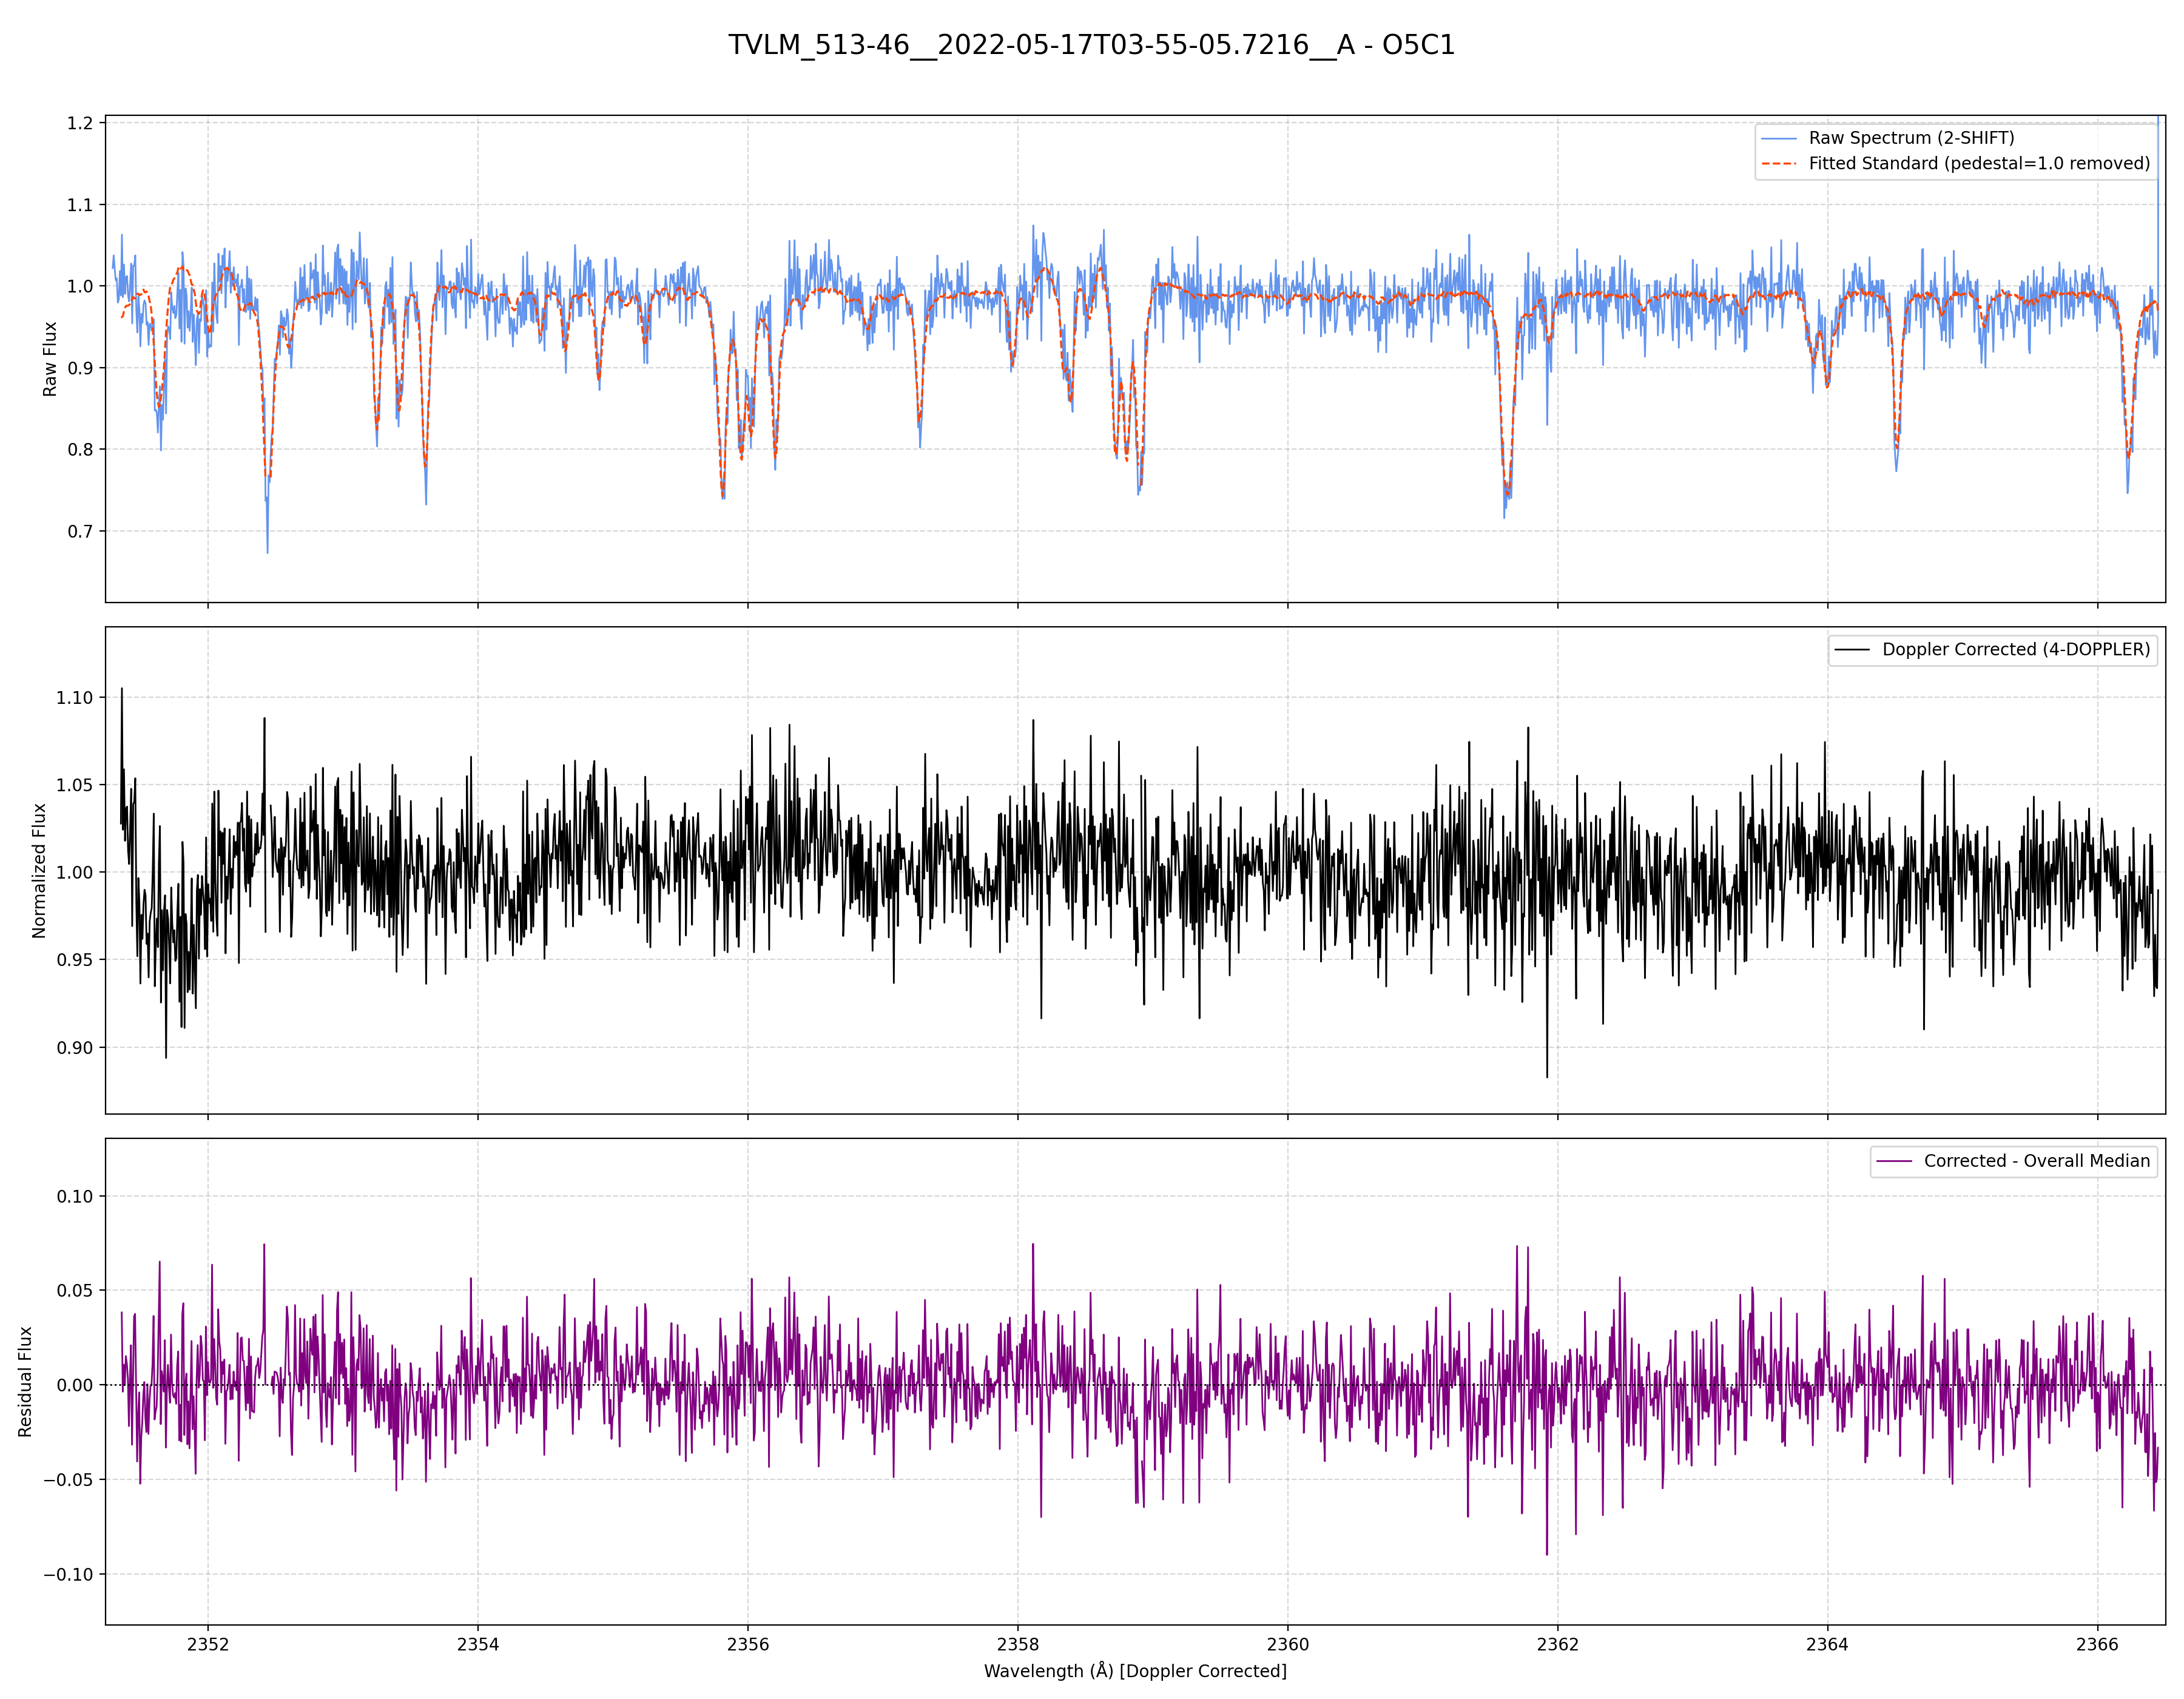 TVLM_513-46__2022-05-17T03-55-05.7216__A - O5C1
1.2
1.1
1.0
0.9
0.8
0.7
Raw Flux
Raw Spectrum (2-SHIFT)
Fitted Standard (pedestal=1.0 removed)
1.10
1.05
1.00
0.95
0.90
Normalized Flux
Doppler Corrected (4-DOPPLER)
0.10
0.05
0.00
−0.05
−0.10
Residual Flux
Corrected - Overall Median
2352 2354 2356 2358 2360 2362 2364 2366
Wavelength (Å) [Doppler Corrected]